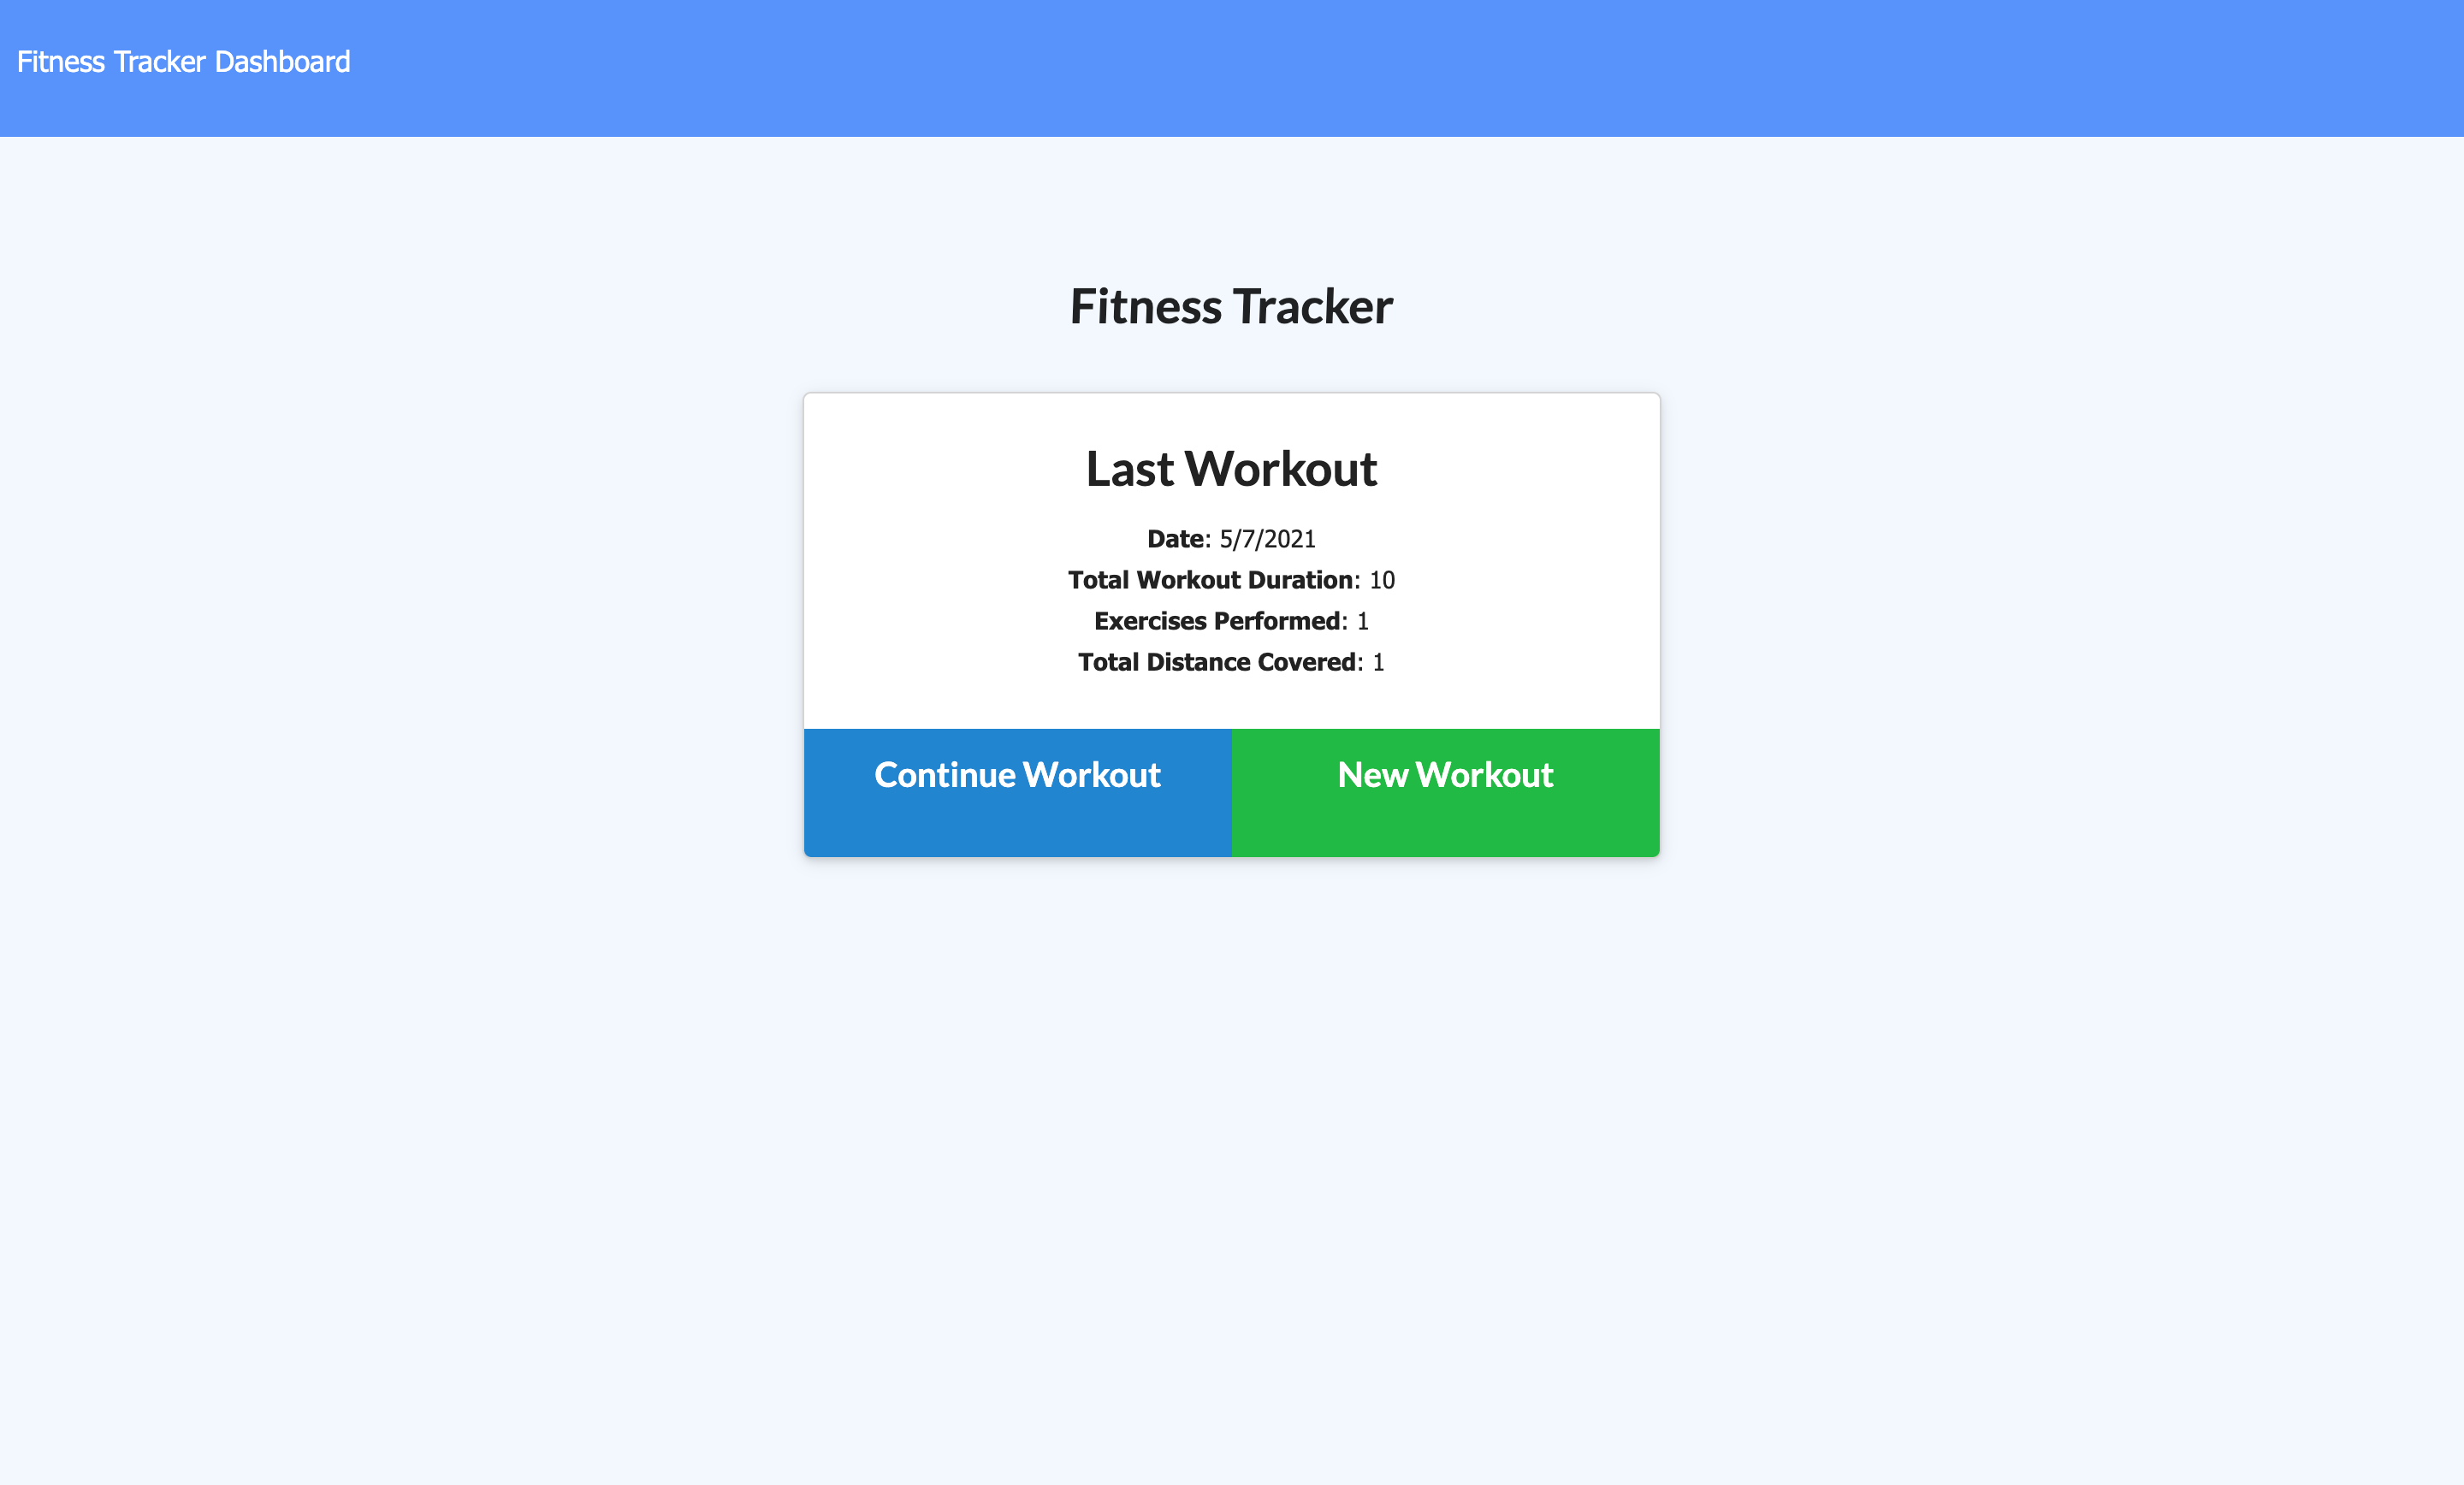 Fitness Tracker Dashboard
Fitness Tracker
Last Workout
Date: 5/7/2021
Total Workout Duration: 10
Exercises Performed: 1
Total Distance Covered: 1
Continue Workout
New Workout